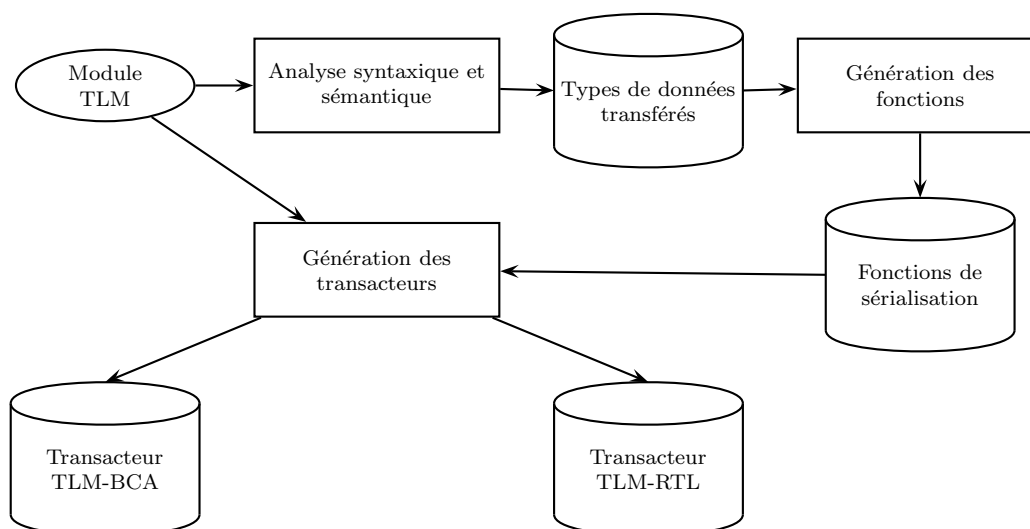 Module
TLM
Analyse syntaxique et
sémantique
Types de données
transférés
Génération des
fonctions
Génération des
transacteurs
Fonctions de
sérialisation
Transacteur
TLM-BCA
Transacteur
TLM-RTL